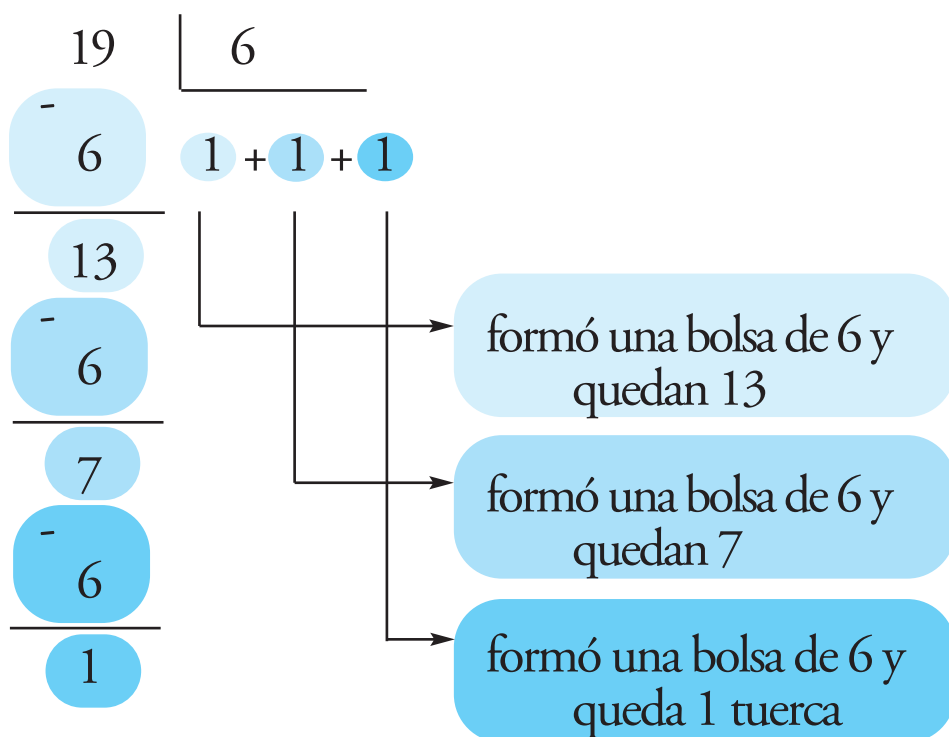 19 6
-
6 1 + 1 + 1
13
-
6
7
-
6
1
formó una bolsa de 6 y
quedan 13
formó una bolsa de 6 y
quedan 7
formó una bolsa de 6 y
queda 1 tuerca